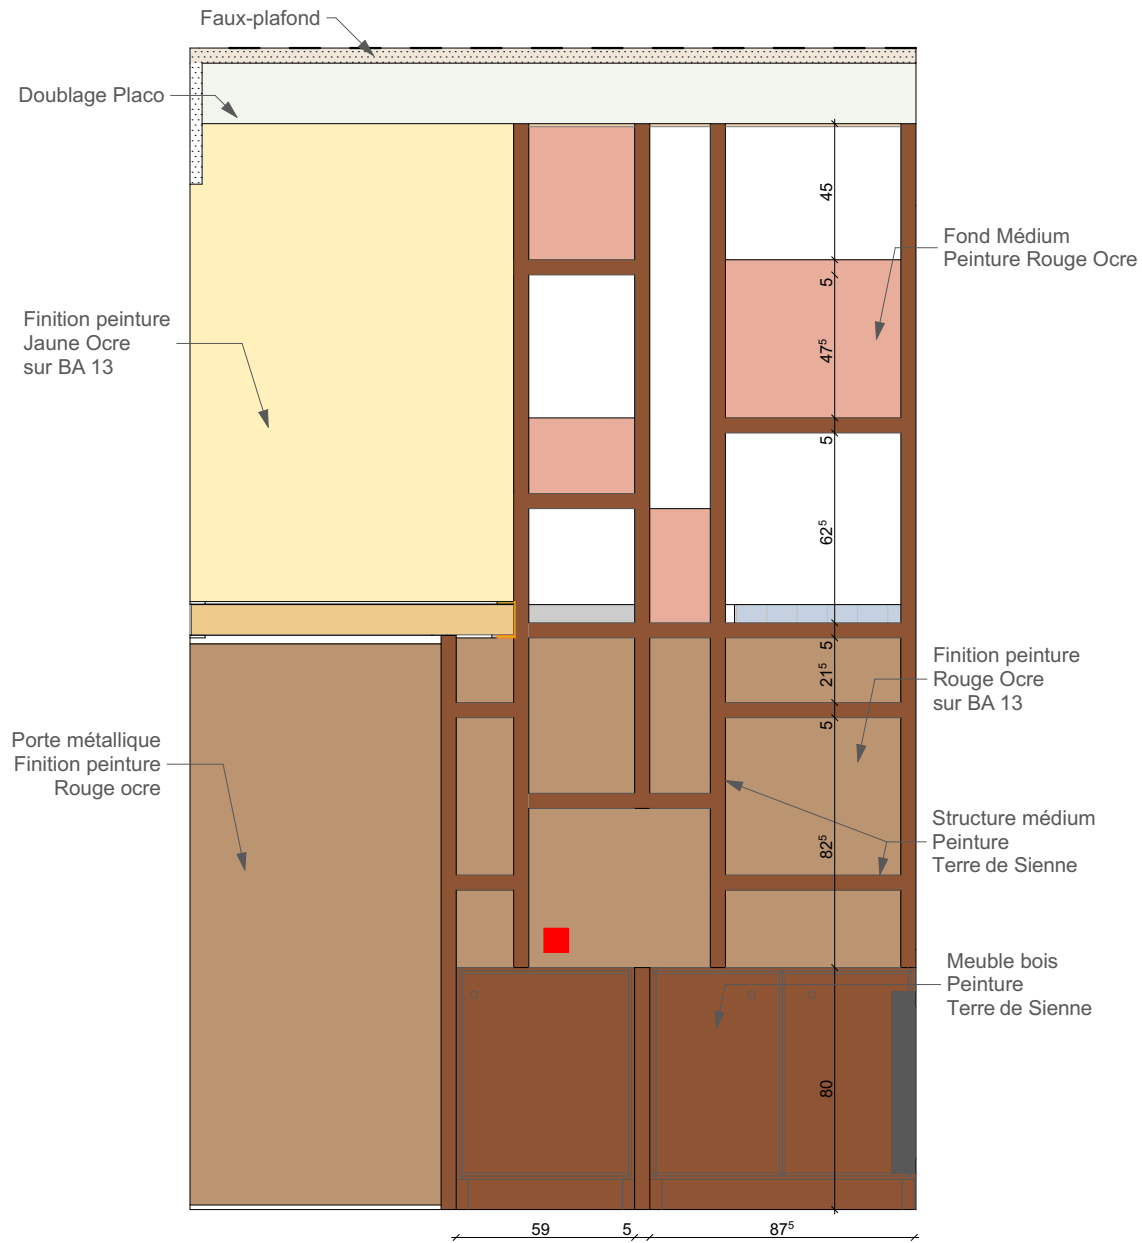 Faux-plafond
Doublage Placo
45
Fond Médium
Peinture Rouge Ocre
5
Finition peinture
Jaune Ocre
sur BA 13
47⁵
5
62⁵
5
Finition peinture
Rouge Ocre
sur BA 13
21⁵
5
Porte métallique
Finition peinture
Rouge ocre
Structure médium
Peinture
Terre de Sienne
82⁵
Meuble bois
Peinture
Terre de Sienne
80
59
5
87⁵